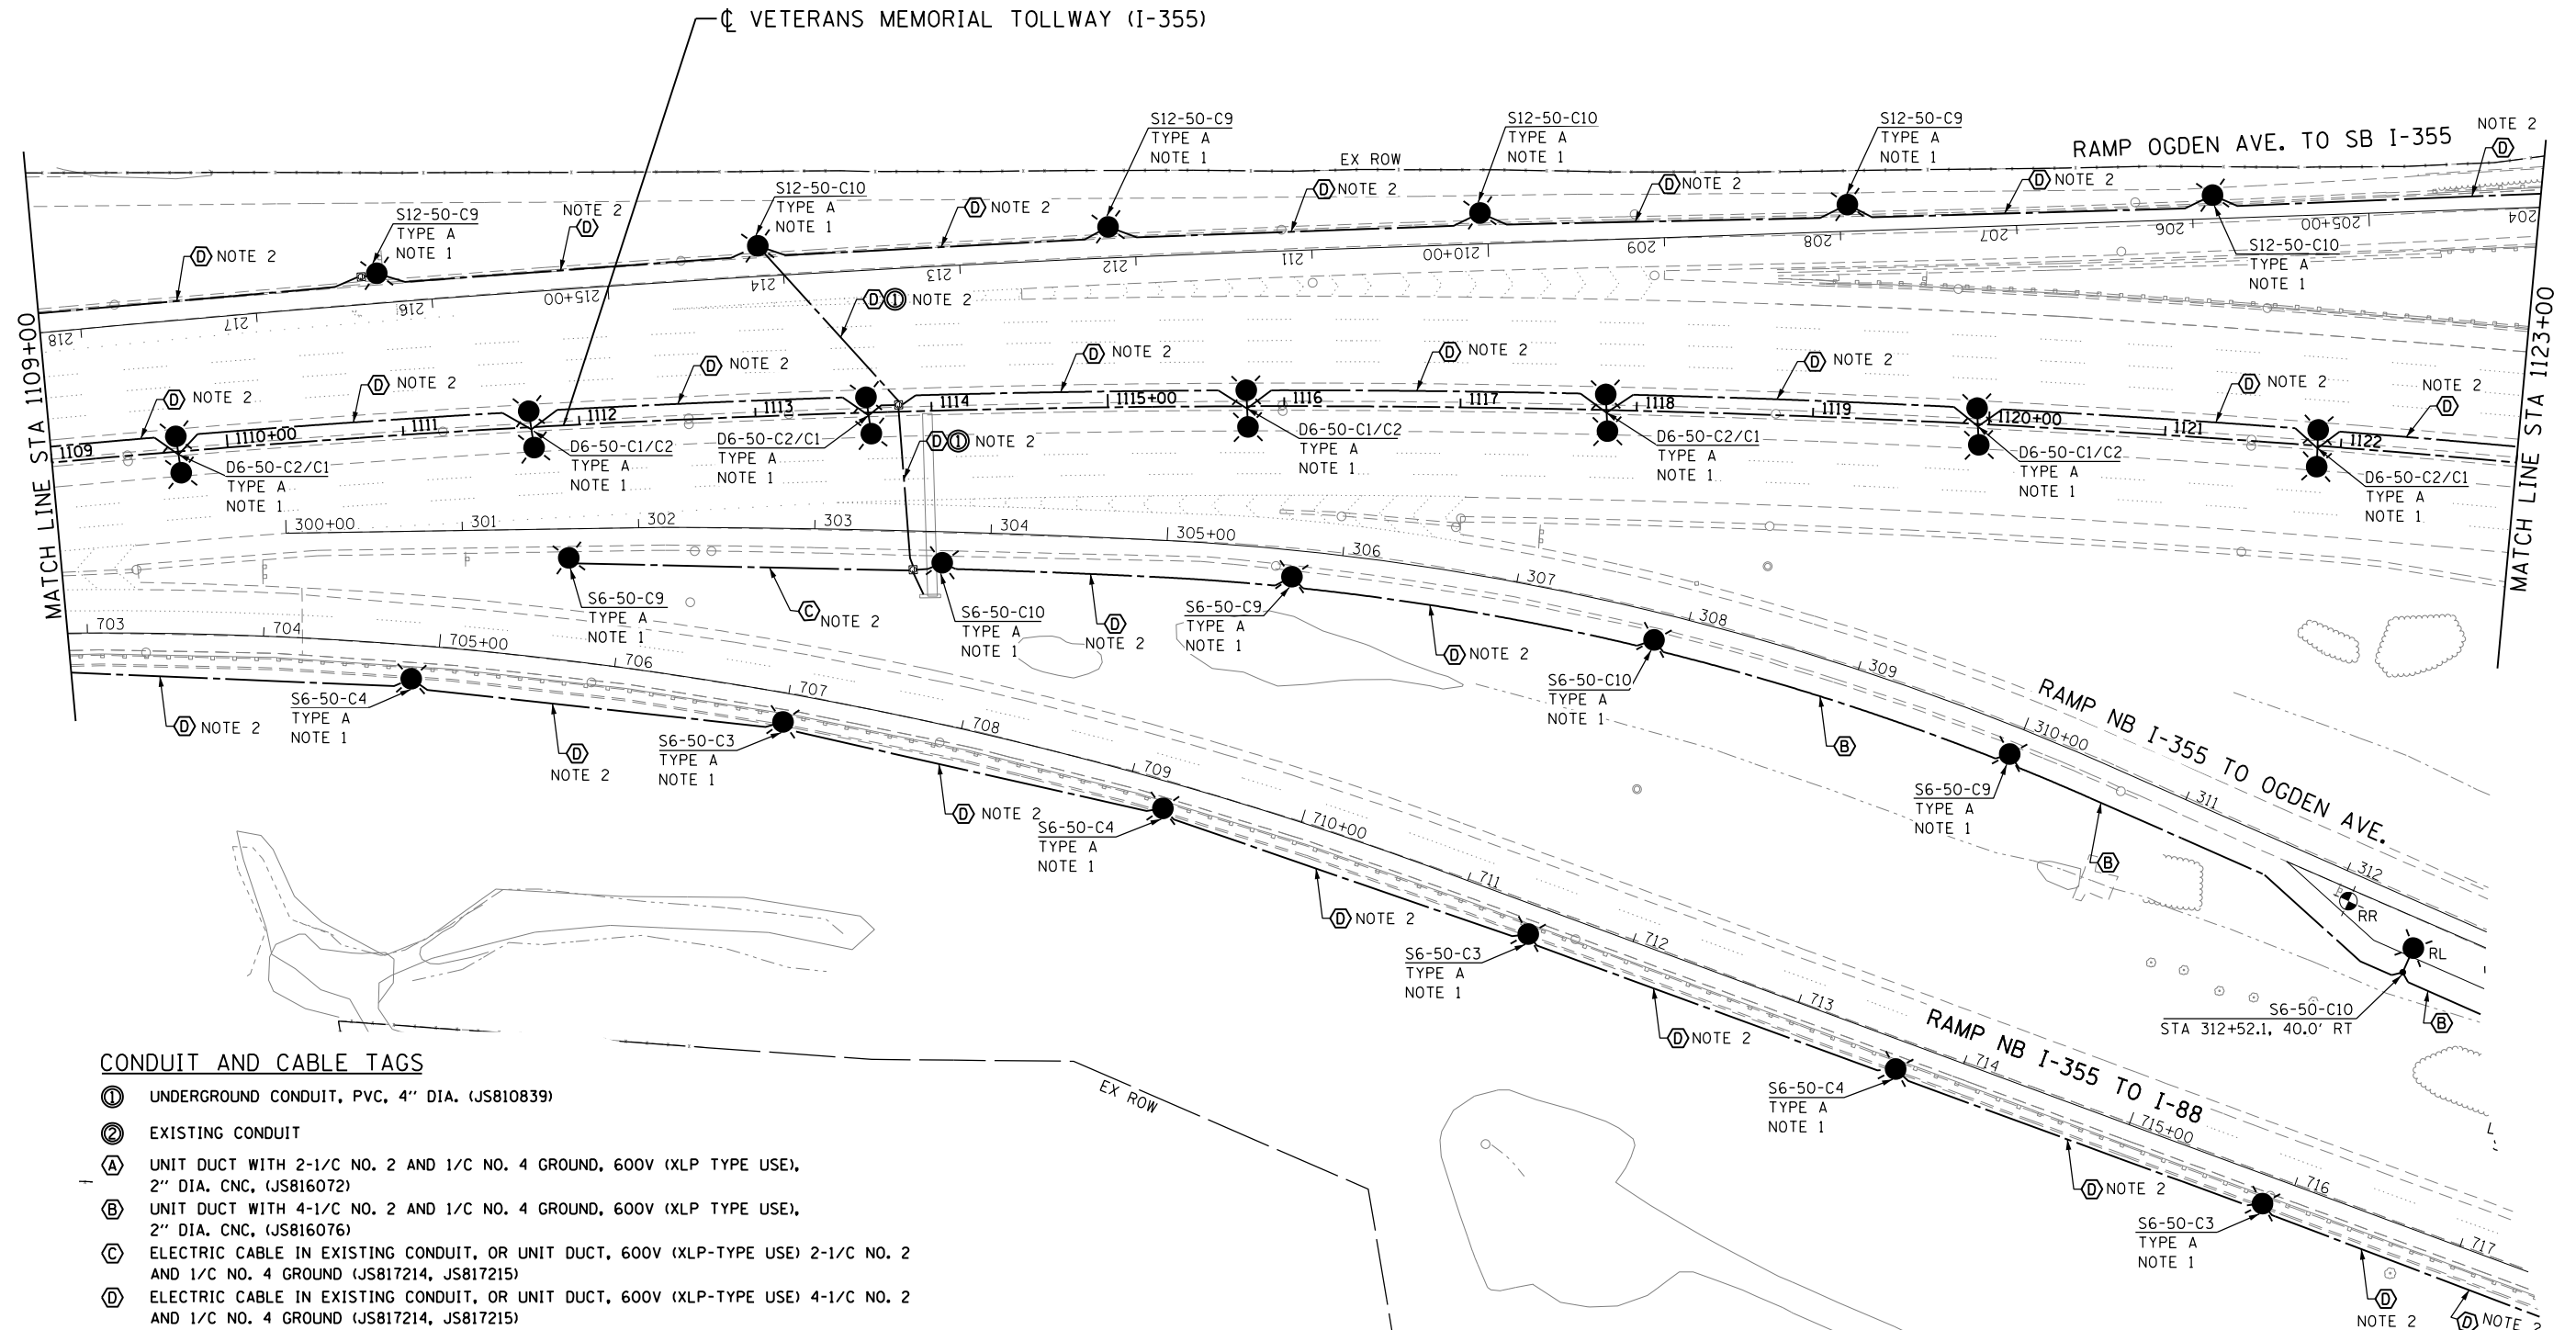 ℄ VETERANS MEMORIAL TOLLWAY (I-355)
S12-50-C9
TYPE A
NOTE 1
S12-50-C10
TYPE A
NOTE 1
S12-50-C9
TYPE A
NOTE 1
RAMP OGDEN AVE. TO SB I-355
NOTE 2
D
EX ROW
S12-50-C9
TYPE A
NOTE 1
NOTE 2
D
S12-50-C10
TYPE A
NOTE 1
D NOTE 2
D NOTE 2
D NOTE 2
D NOTE 2
D NOTE 2
S12-50-C10
TYPE A
NOTE 1
218 217 216 215+00 214 213 212 211 210+00 209 208 207 206 205+00 204
D 1 NOTE 2
MATCH LINE STA 1109+00
MATCH LINE STA 1123+00
D NOTE 2
D NOTE 2
D NOTE 2
D NOTE 2
D NOTE 2
D NOTE 2
D NOTE 2
NOTE 2
D
1109 1110+00 1111 1112 1113 1114 1115+00 1116 1117 1118 1119 1120+00 1121 1122
D6-50-C2/C1
TYPE A
NOTE 1
D6-50-C1/C2
TYPE A
NOTE 1
D6-50-C2/C1
TYPE A
NOTE 1
D 1 NOTE 2
D6-50-C1/C2
TYPE A
NOTE 1
D6-50-C2/C1
TYPE A
NOTE 1
D6-50-C1/C2
TYPE A
NOTE 1
D6-50-C2/C1
TYPE A
NOTE 1
300+00 301 302 303 304 305+00 306 307 308 309 310+00 311 312
S6-50-C9
TYPE A
NOTE 1
C NOTE 2
S6-50-C10
TYPE A
NOTE 1
D
NOTE 2
S6-50-C9
TYPE A
NOTE 1
D NOTE 2
S6-50-C10
TYPE A
NOTE 1
B
RAMP NB I-355 TO OGDEN AVE.
S6-50-C9
TYPE A
NOTE 1
B
RR
RL
S6-50-C10
STA 312+52.1, 40.0' RT
B
703 704 705+00 706 707 708 709 710+00 711 712 713 714 715+00 716 717
D NOTE 2
S6-50-C4
TYPE A
NOTE 1
D
NOTE 2
S6-50-C3
TYPE A
NOTE 1
D NOTE 2
S6-50-C4
TYPE A
NOTE 1
D NOTE 2
S6-50-C3
TYPE A
NOTE 1
D NOTE 2
RAMP NB I-355 TO I-88
S6-50-C4
TYPE A
NOTE 1
D NOTE 2
S6-50-C3
TYPE A
NOTE 1
D
NOTE 2
D NOTE 2
EX ROW
CONDUIT AND CABLE TAGS
1 UNDERGROUND CONDUIT, PVC, 4" DIA. (JS810839)
2 EXISTING CONDUIT
A UNIT DUCT WITH 2-1/C NO. 2 AND 1/C NO. 4 GROUND, 600V (XLP TYPE USE),
2" DIA. CNC, (JS816072)
B UNIT DUCT WITH 4-1/C NO. 2 AND 1/C NO. 4 GROUND, 600V (XLP TYPE USE),
2" DIA. CNC, (JS816076)
C ELECTRIC CABLE IN EXISTING CONDUIT, OR UNIT DUCT, 600V (XLP-TYPE USE) 2-1/C NO. 2
AND 1/C NO. 4 GROUND (JS817214, JS817215)
D ELECTRIC CABLE IN EXISTING CONDUIT, OR UNIT DUCT, 600V (XLP-TYPE USE) 4-1/C NO. 2
AND 1/C NO. 4 GROUND (JS817214, JS817215)